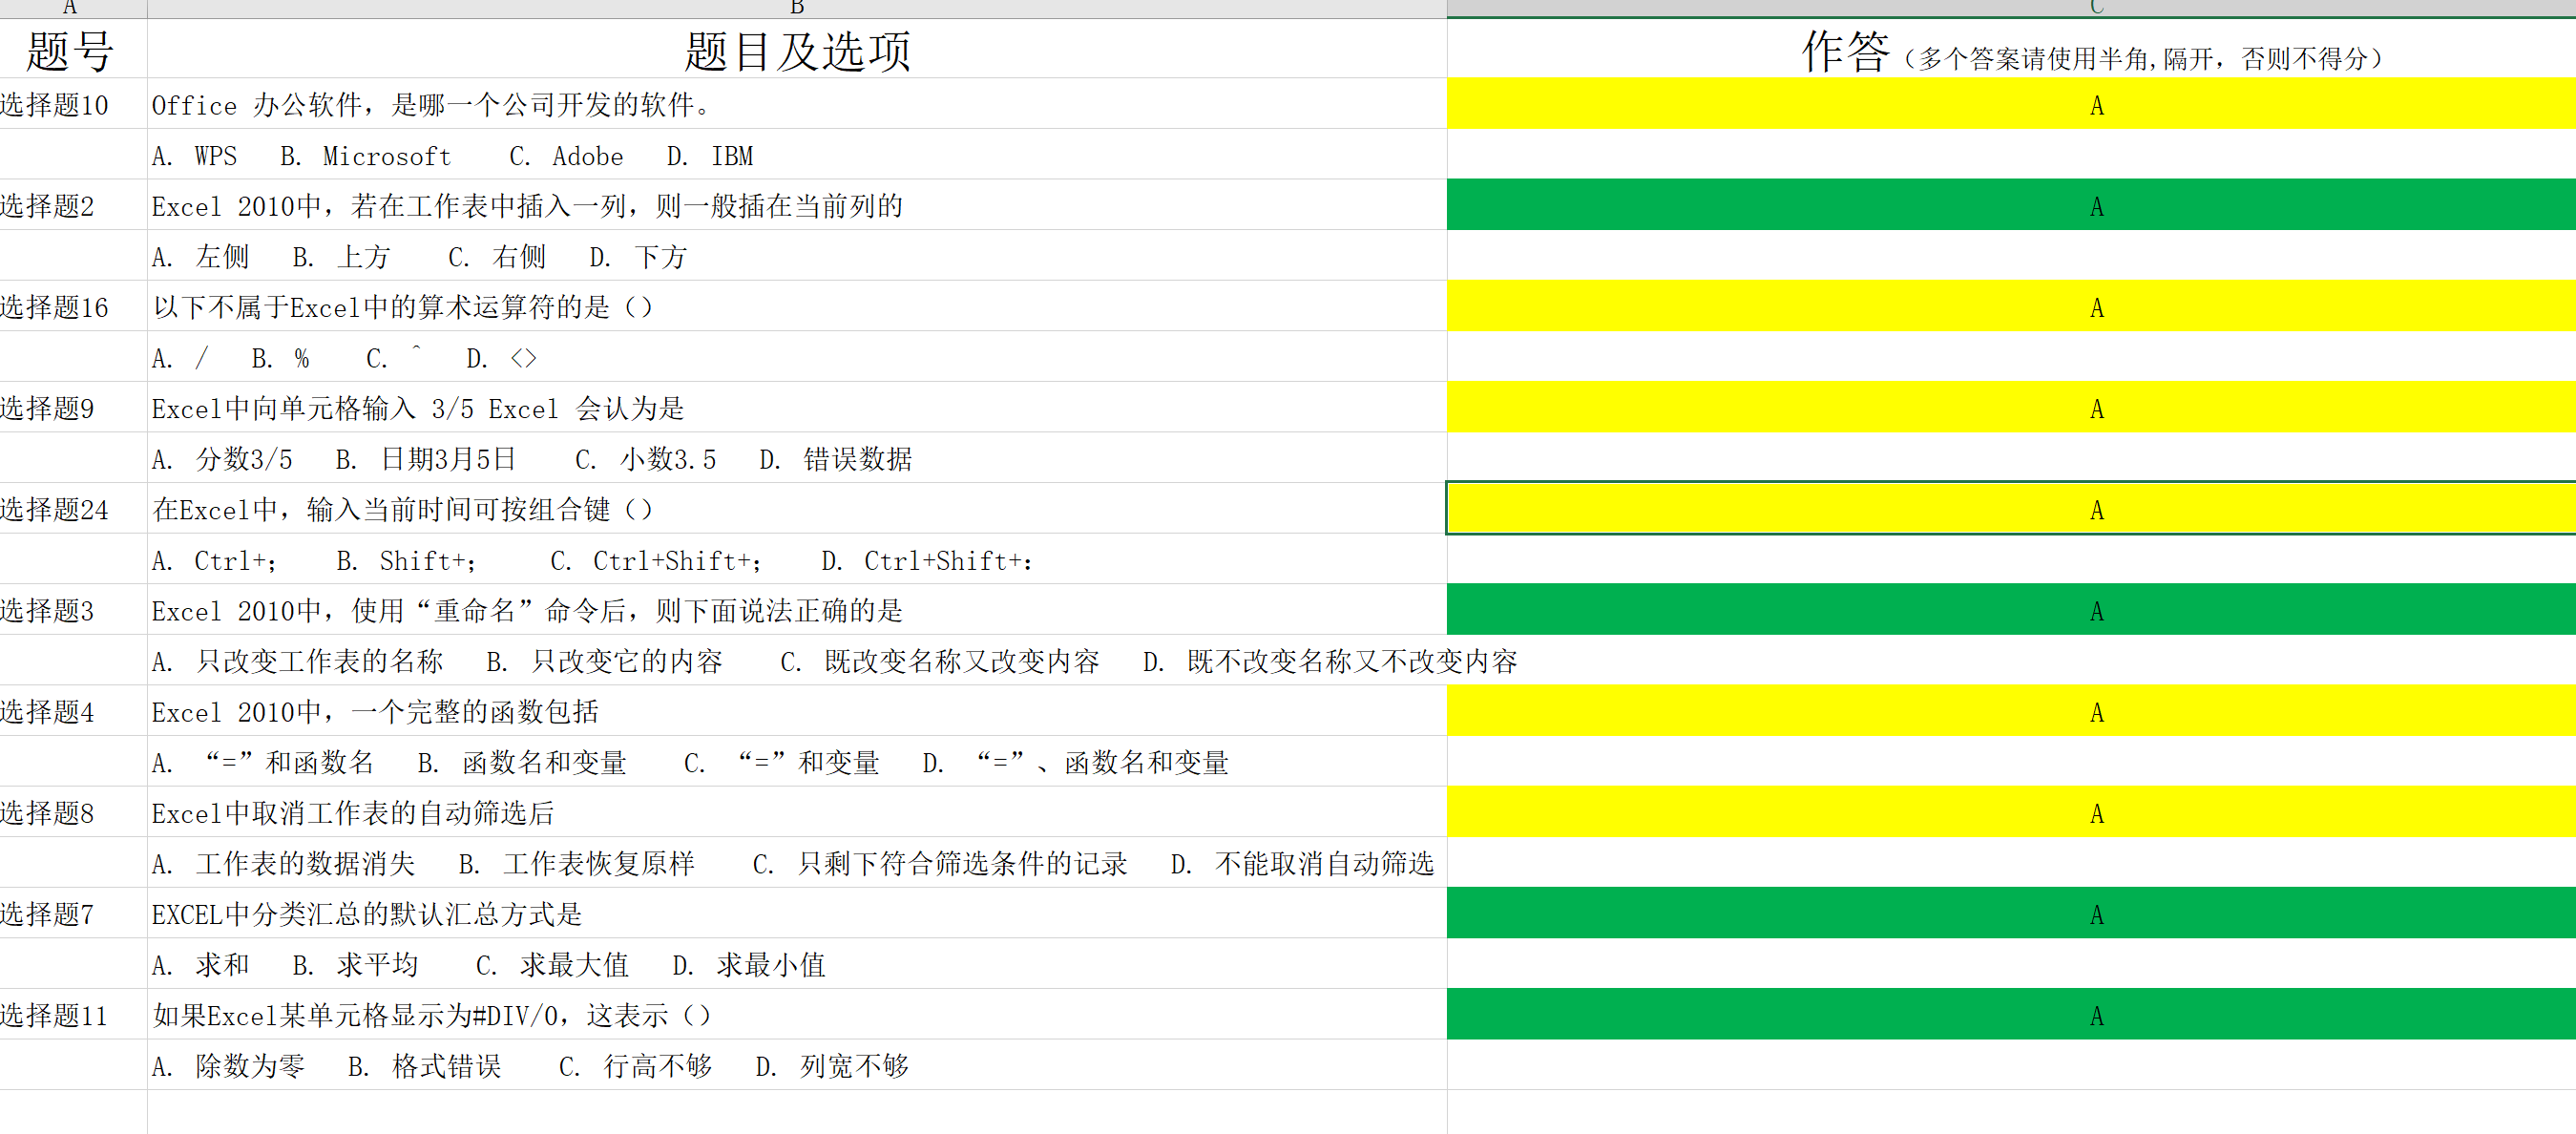 A B C
题号 题目及选项 作答（多个答案请使用半角,隔开，否则不得分）
选择题10 Office 办公软件，是哪一个公司开发的软件。 A
A. WPS B. Microsoft C. Adobe D. IBM
选择题2 Excel 2010中，若在工作表中插入一列，则一般插在当前列的 A
A. 左侧 B. 上方 C. 右侧 D. 下方
选择题16 以下不属于Excel中的算术运算符的是（） A
A. / B. % C. ^ D. <>
选择题9 Excel中向单元格输入 3/5 Excel 会认为是 A
A. 分数3/5 B. 日期3月5日 C. 小数3.5 D. 错误数据
选择题24 在Excel中，输入当前时间可按组合键（） A
A. Ctrl+; B. Shift+; C. Ctrl+Shift+; D. Ctrl+Shift+:
选择题3 Excel 2010中，使用“重命名”命令后，则下面说法正确的是 A
A. 只改变工作表的名称 B. 只改变它的内容 C. 既改变名称又改变内容 D. 既不改变名称又不改变内容
选择题4 Excel 2010中，一个完整的函数包括 A
A. “=”和函数名 B. 函数名和变量 C. “=”和变量 D. “=”、函数名和变量
选择题8 Excel中取消工作表的自动筛选后 A
A. 工作表的数据消失 B. 工作表恢复原样 C. 只剩下符合筛选条件的记录 D. 不能取消自动筛选
选择题7 EXCEL中分类汇总的默认汇总方式是 A
A. 求和 B. 求平均 C. 求最大值 D. 求最小值
选择题11 如果Excel某单元格显示为#DIV/0，这表示（） A
A. 除数为零 B. 格式错误 C. 行高不够 D. 列宽不够